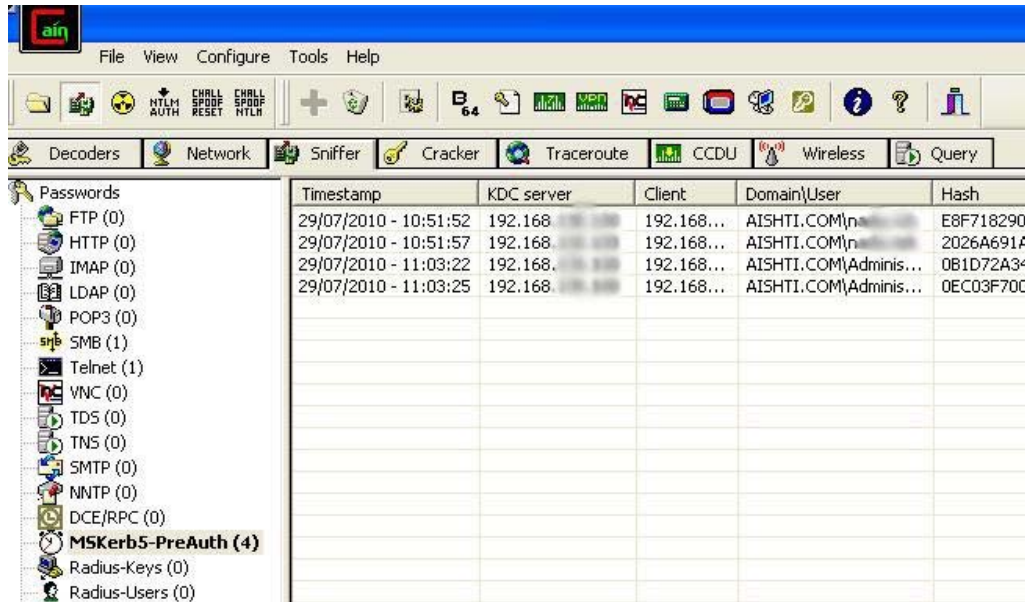 Cain
File View Configure Tools Help
NTLM AUTH CHALL SPOOF RESET CHALL SPOOF NTLM B64 VPN
Decoders Network Sniffer Cracker Traceroute CCDU Wireless Query
Passwords
FTP (0)
HTTP (0)
IMAP (0)
LDAP (0)
POP3 (0)
SMB (1)
Telnet (1)
VNC (0)
TDS (0)
TNS (0)
SMTP (0)
NNTP (0)
DCE/RPC (0)
MSKerb5-PreAuth (4)
Radius-Keys (0)
Radius-Users (0)
Timestamp KDC server Client Domain\User Hash
29/07/2010 - 10:51:52 192.168. 192.168... AISHTI.COM\ E8F718290
29/07/2010 - 10:51:57 192.168. 192.168... AISHTI.COM\ 2026A691A
29/07/2010 - 11:03:22 192.168. 192.168... AISHTI.COM\Adminis... 0B1D72A34
29/07/2010 - 11:03:25 192.168. 192.168... AISHTI.COM\Adminis... 0EC03F70